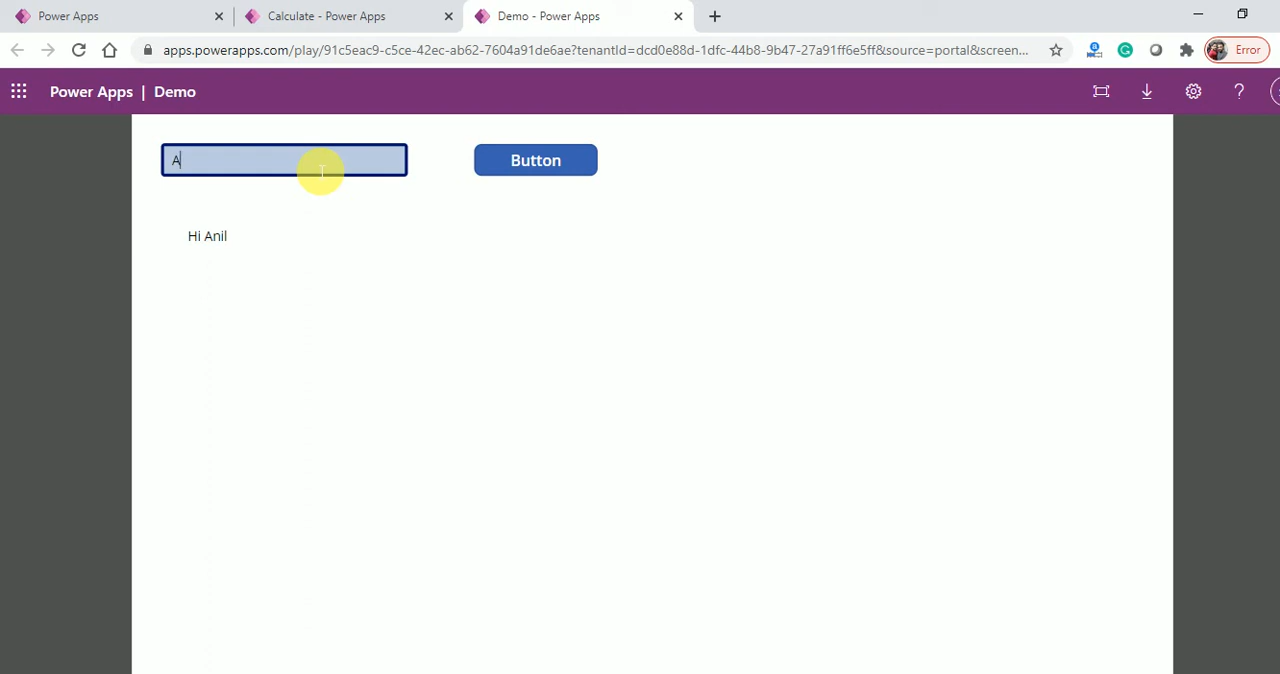 Power Apps
Calculate - Power Apps
Demo - Power Apps
apps.powerapps.com/play/91c5eac9-c5ce-42ec-ab62-7604a91de6ae?tenantId=dcd0e88d-1dfc-44b8-9b47-27a91ff6e5ff&source=portal&screen...
Error
Power Apps | Demo
A
Button
Hi Anil